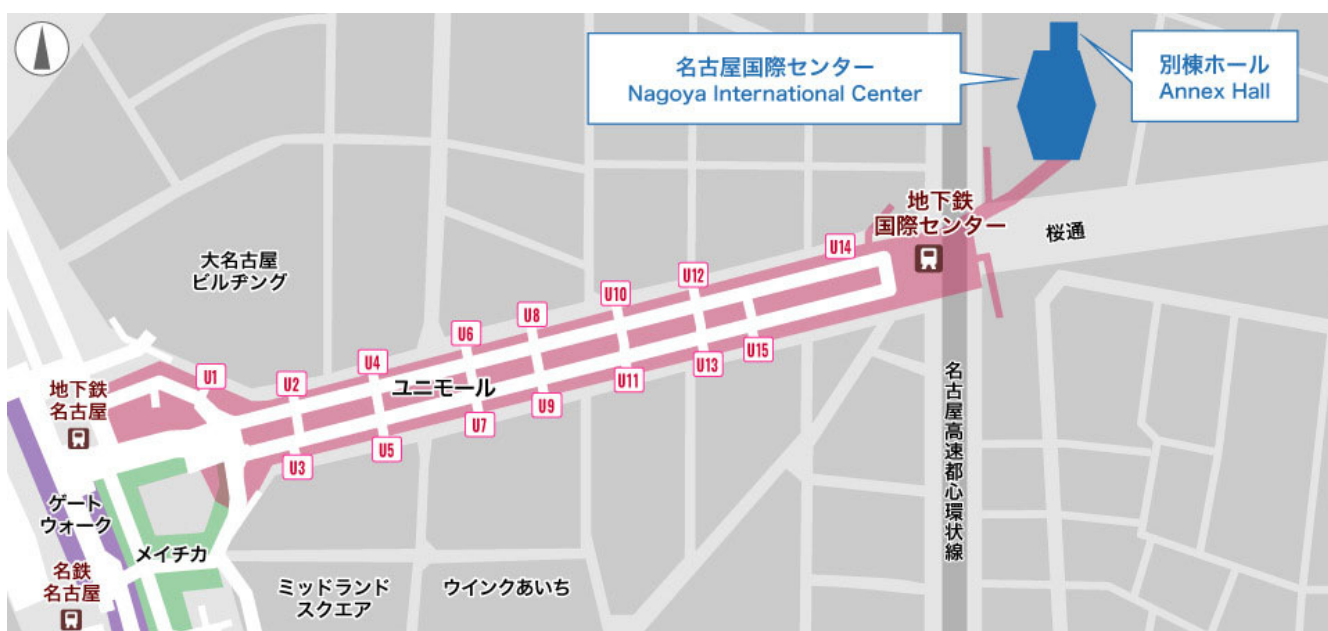 名古屋国際センター
Nagoya International Center
別棟ホール
Annex Hall
地下鉄
国際センター
桜通
大名古屋
ビルヂング
U14
U12
U10
U8
U6
U4
U2
U1
ユニモール
U15
U13
U11
U9
U7
U5
U3
地下鉄
名古屋
ゲート
ウォーク
メイチカ
名鉄
名古屋
ミッドランド
スクエア
ウインクあいち
名古屋高速都心環状線